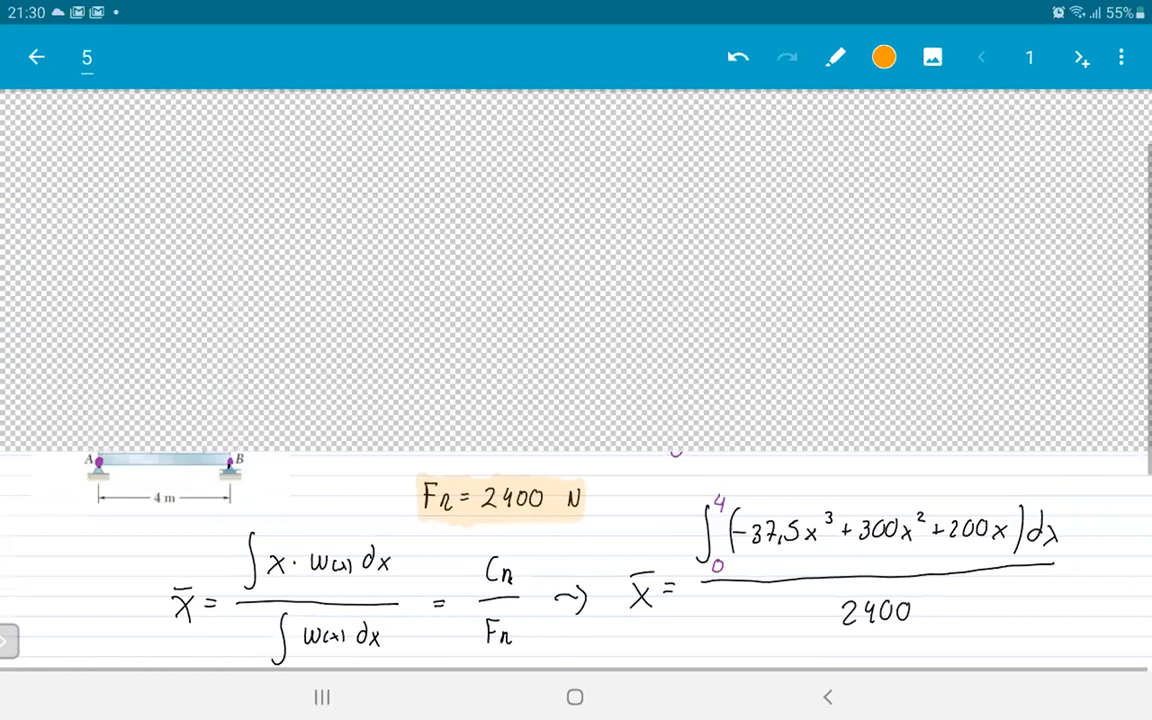 21:30 55%
5 1
A B
4 m
Fr = 2400 N
x̄ = ∫ x · w(x) dx / ∫ w(x) dx = Cr / Fr → x̄ = ∫₀⁴ (-37,5x³ + 300x² + 200x) dx / 2400